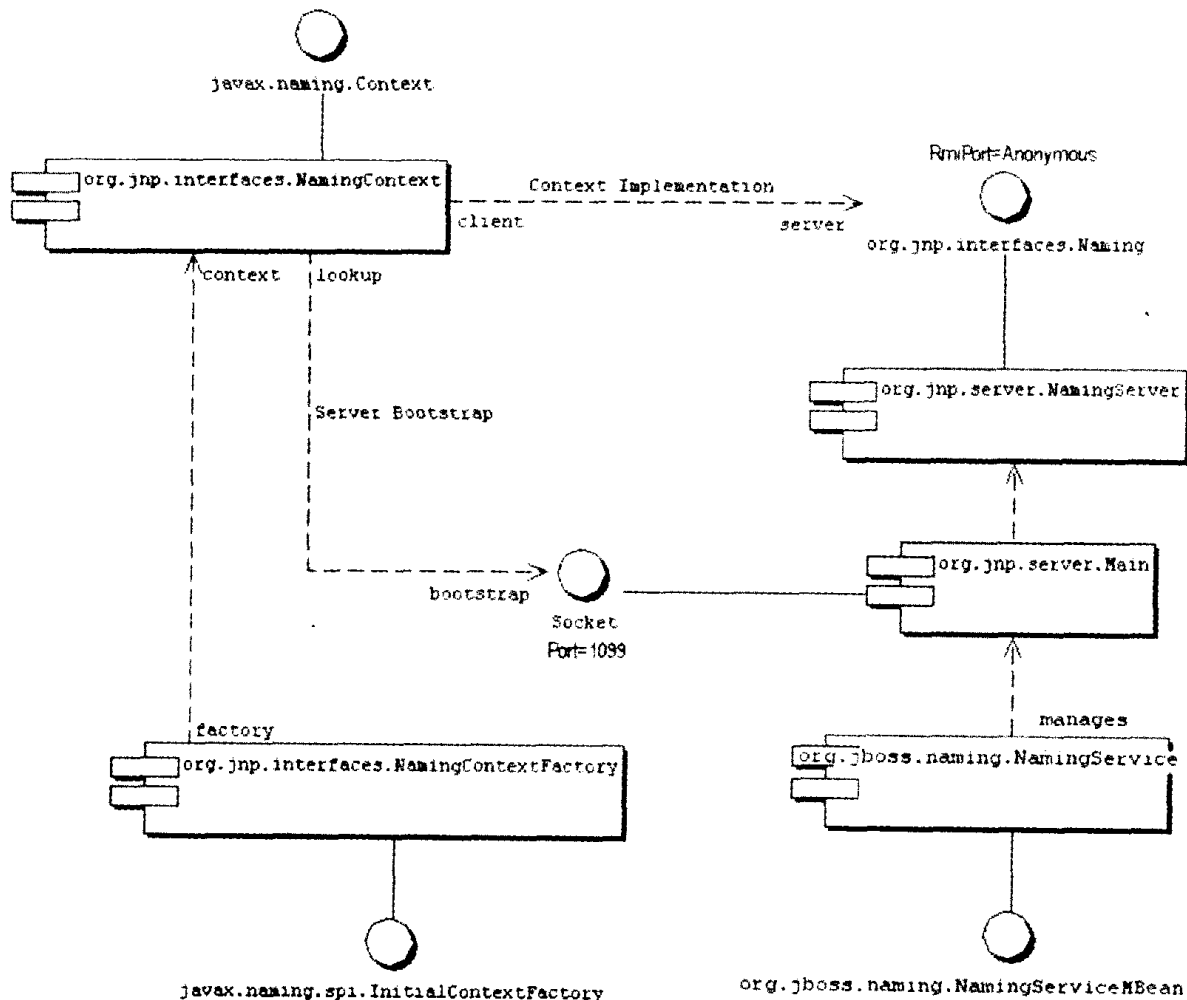 javax.naming.Context
org.jnp.interfaces.NamingContext
RmiPort=Anonymous
Context Implementation
client
server
org.jnp.interfaces.Naming
context
lookup
org.jnp.server.NamingServer
Server Bootstrap
org.jnp.server.Main
bootstrap
Socket
Port=1099
manages
factory
org.jnp.interfaces.NamingContextFactory
org.jboss.naming.NamingService
javax.naming.spi.InitialContextFactory
org.jboss.naming.NamingServiceMBean